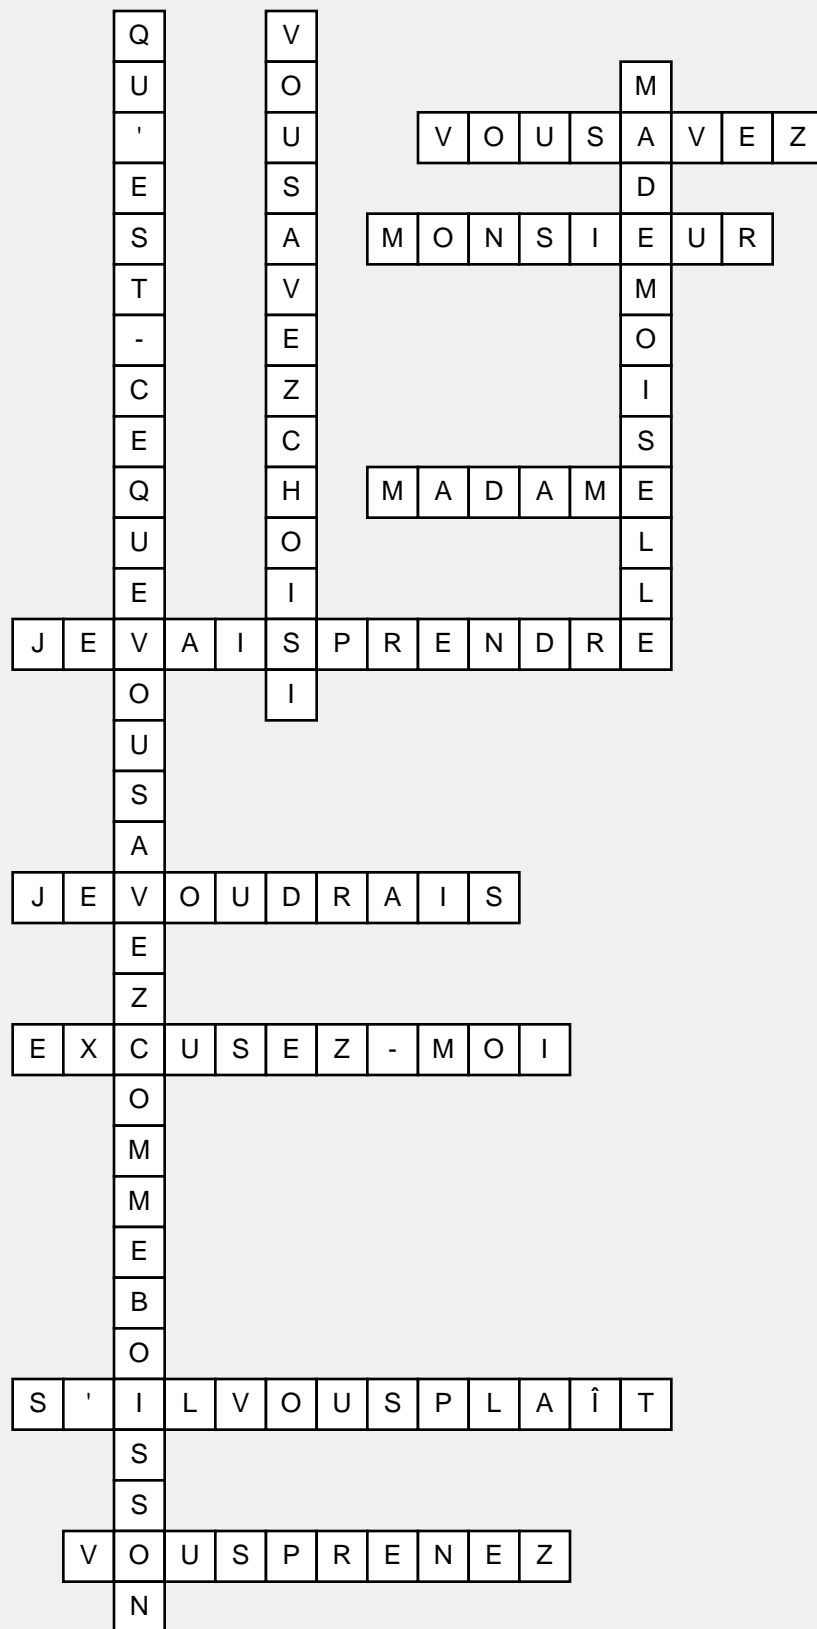 QU'EST-CEQUEVOUSAVEZCOMMEBOISSON
VOUSAVEZCHOISI
MADEMOISELLE
VOUSAVEZ
MONSIEUR
MADAME
JEVAISPRENDRE
JEVOUDRAIS
EXCUSEZ-MOI
S'ILVOUSPLAÎT
VOUSPRENEZ